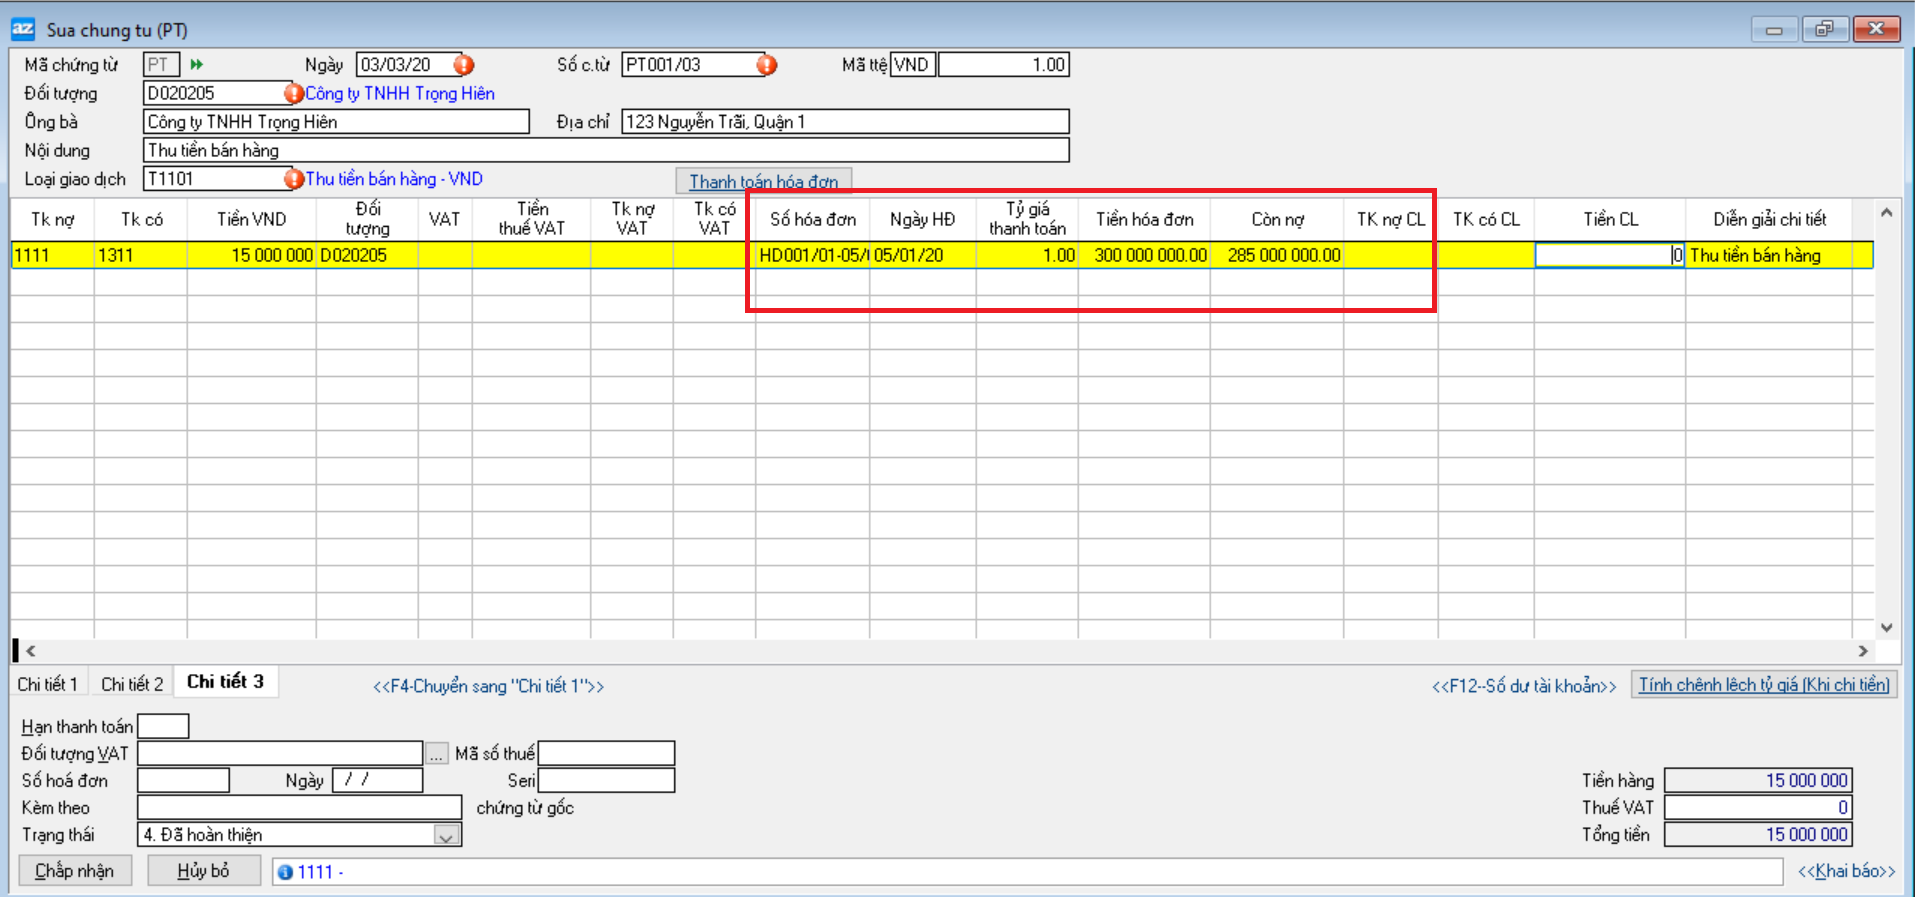 az Sua chung tu (PT)
Mã chứng từ PT Ngày 03/03/20 Số c.từ PT001/03 Mã ttệ VND 1.00
Đối tượng D020205 Công ty TNHH Trọng Hiên
Ông bà Công ty TNHH Trọng Hiên Địa chỉ 123 Nguyễn Trãi, Quận 1
Nội dung Thu tiền bán hàng
Loại giao dịch T1101 Thu tiền bán hàng - VND Thanh toán hóa đơn
Tk nợ Tk có Tiền VND Đối tượng VAT Tiền thuế VAT Tk nợ VAT Tk có VAT Số hóa đơn Ngày HĐ Tỷ giá thanh toán Tiền hóa đơn Còn nợ TK nợ CL TK có CL Tiền CL Diễn giải chi tiết
1111 1311 15 000 000 D020205 HD001/01-05/ 05/01/20 1.00 300 000 000.00 285 000 000.00 0 Thu tiền bán hàng
Chi tiết 1 Chi tiết 2 Chi tiết 3 <<F4-Chuyển sang "Chi tiết 1">> <<F12--Số dư tài khoản>> Tính chênh lệch tỷ giá (Khi chi tiền)
Hạn thanh toán
Đối tượng VAT ... Mã số thuế
Số hoá đơn Ngày / / Seri Tiền hàng 15 000 000
Kèm theo chứng từ gốc Thuế VAT 0
Trạng thái 4. Đã hoàn thiện Tổng tiền 15 000 000
Chấp nhận Hủy bỏ 1111 - <<Khai báo>>